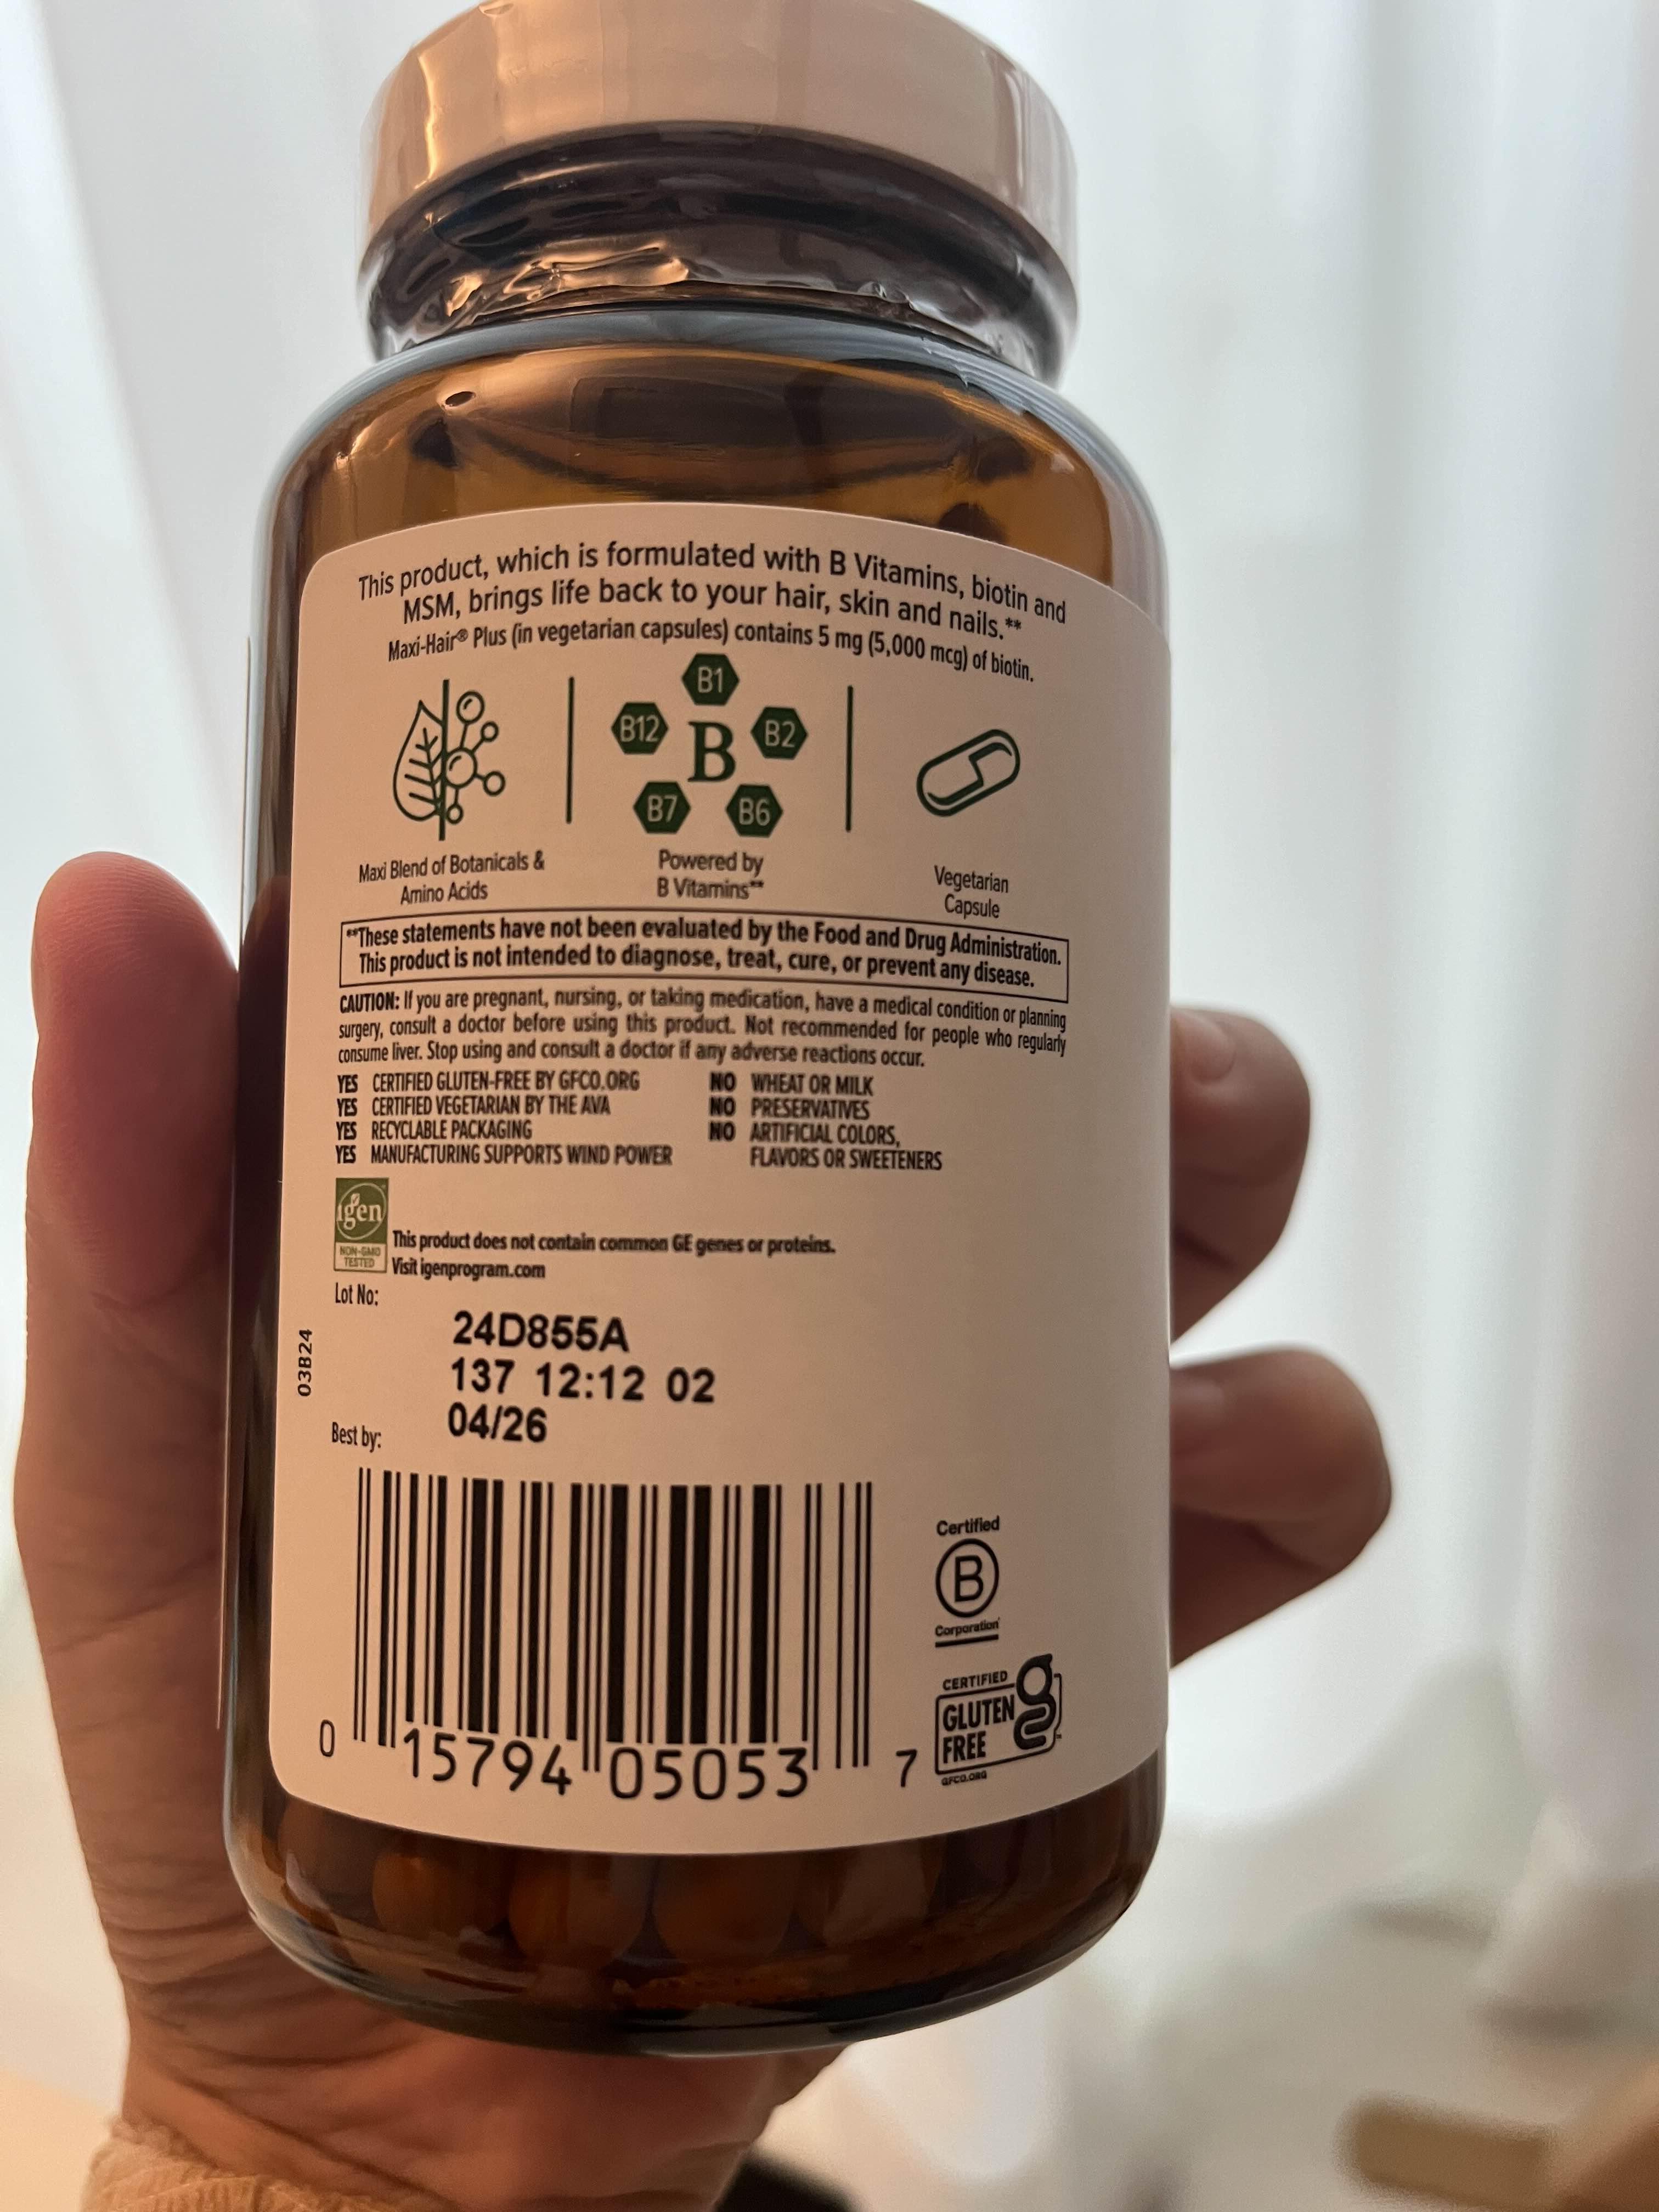 This product, which is formulated with B Vitamins, biotin and
MSM, brings life back to your hair, skin and nails.**
Maxi-Hair® Plus (in vegetarian capsules) contains 5 mg (5,000 mcg) of biotin.
B1
B12
B
B2
B7
B6
Maxi Blend of Botanicals &
Amino Acids
Powered by
B Vitamins**
Vegetarian
Capsule
**These statements have not been evaluated by the Food and Drug Administration.
This product is not intended to diagnose, treat, cure, or prevent any disease.
CAUTION: If you are pregnant, nursing, or taking medication, have a medical condition or planning
surgery, consult a doctor before using this product. Not recommended for people who regularly
consume liver. Stop using and consult a doctor if any adverse reactions occur.
YES CERTIFIED GLUTEN-FREE BY GFCO.ORG
YES CERTIFIED VEGETARIAN BY THE AVA
YES RECYCLABLE PACKAGING
YES MANUFACTURING SUPPORTS WIND POWER
NO WHEAT OR MILK
NO PRESERVATIVES
NO ARTIFICIAL COLORS,
FLAVORS OR SWEETENERS
igen
NON-GMO
TESTED
This product does not contain common GE genes or proteins.
Visit igenprogram.com
Lot No:
24D855A
137 12:12 02
04/26
Best by:
03B24
0 15794 05053 7
Certified
B
Corporation
CERTIFIED
GLUTEN
FREE
g
GFCO.ORG